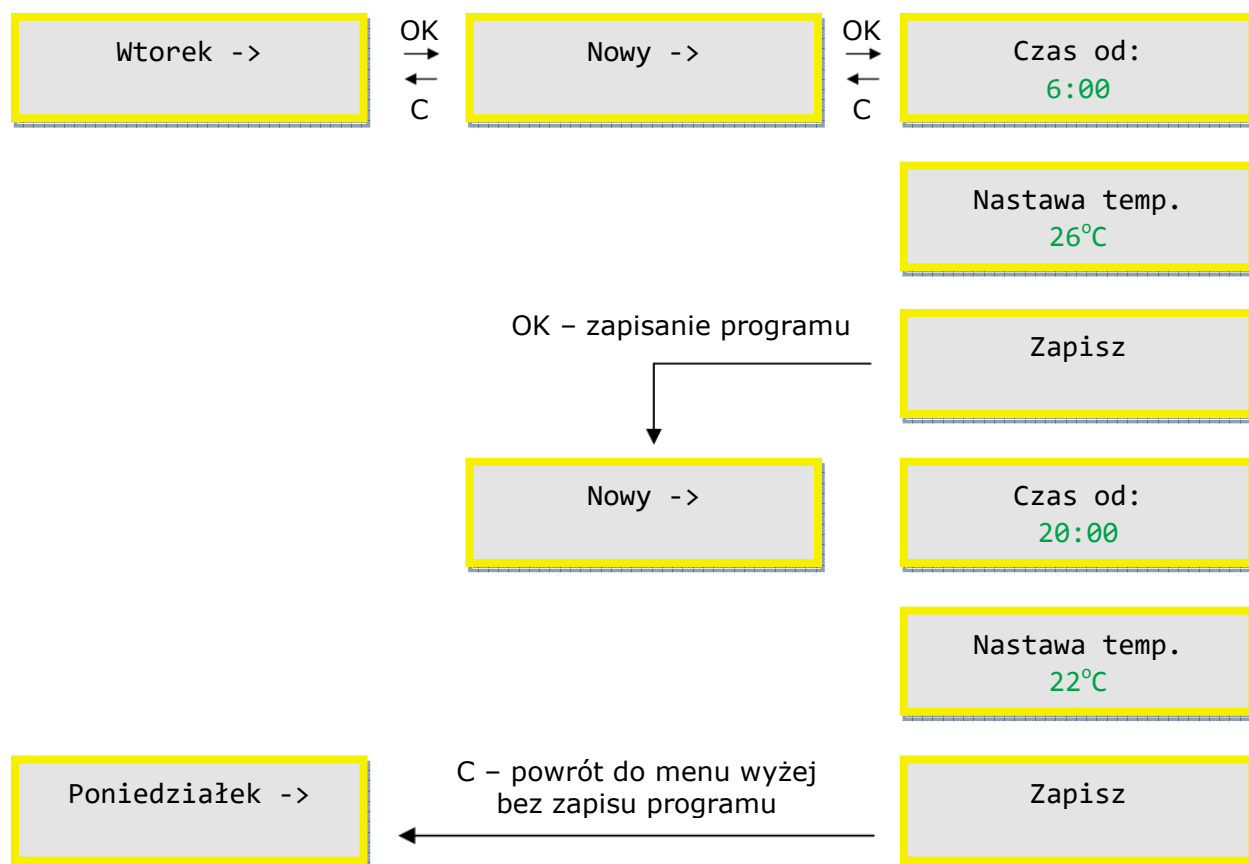 Wtorek ->
OK
C
Nowy ->
OK
C
Czas od:
6:00
Nastawa temp.
26°C
OK – zapisanie programu
Zapisz
Nowy ->
Czas od:
20:00
Nastawa temp.
22°C
Poniedziałek ->
C – powrót do menu wyżej
bez zapisu programu
Zapisz